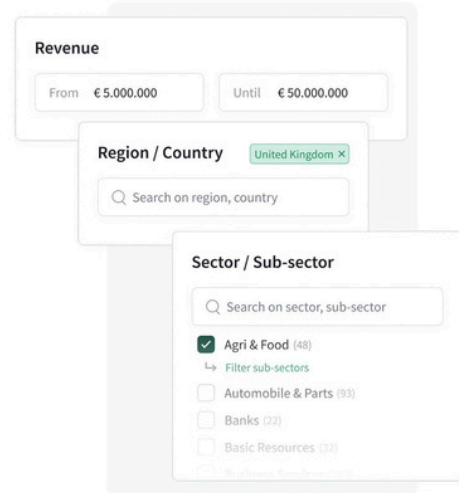 Revenue
From € 5.000.000 Until € 50.000.000
Region / Country United Kingdom ×
Search on region, country
Sector / Sub-sector
Search on sector, sub-sector
Agri & Food (48)
Filter sub-sectors
Automobile & Parts (93)
Banks (22)
Basic Resources (32)
Business Services